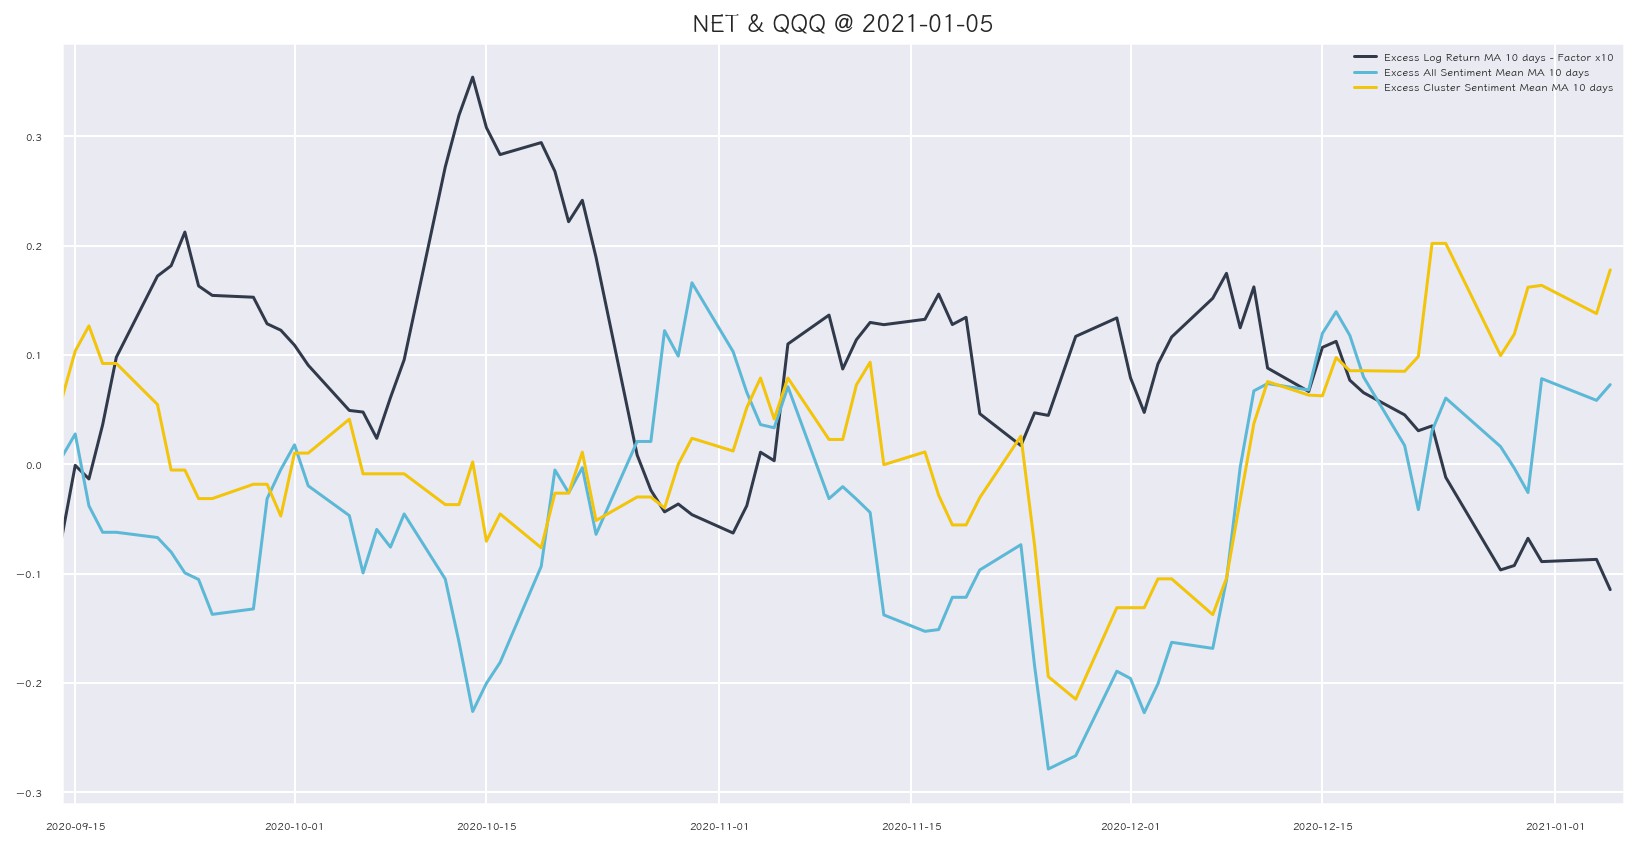 NET & QQQ @ 2021-01-05
Excess Log Return MA 10 days - Factor x10
Excess All Sentiment Mean MA 10 days
Excess Cluster Sentiment Mean MA 10 days
0.3
0.2
0.1
0.0
−0.1
−0.2
−0.3
2020-09-15 2020-10-01 2020-10-15 2020-11-01 2020-11-15 2020-12-01 2020-12-15 2021-01-01